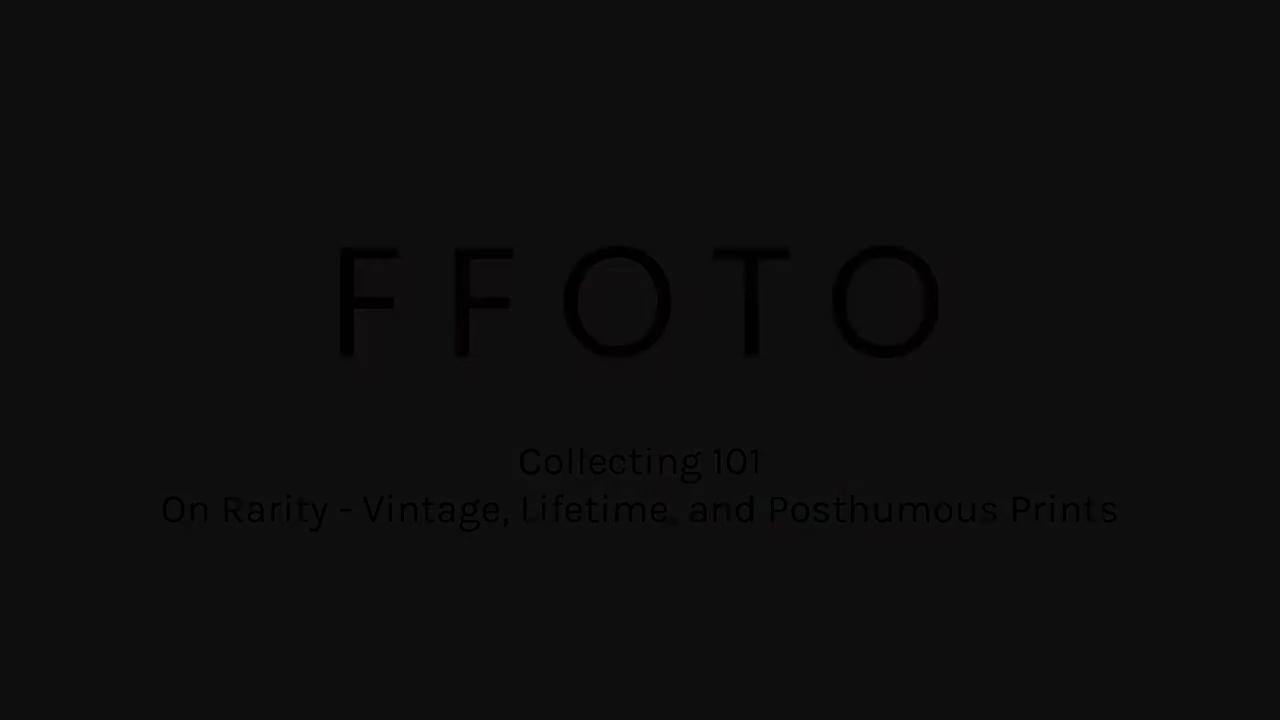 FFOTO
Collecting 101
On Rarity - Vintage, Lifetime, and Posthumous Prints